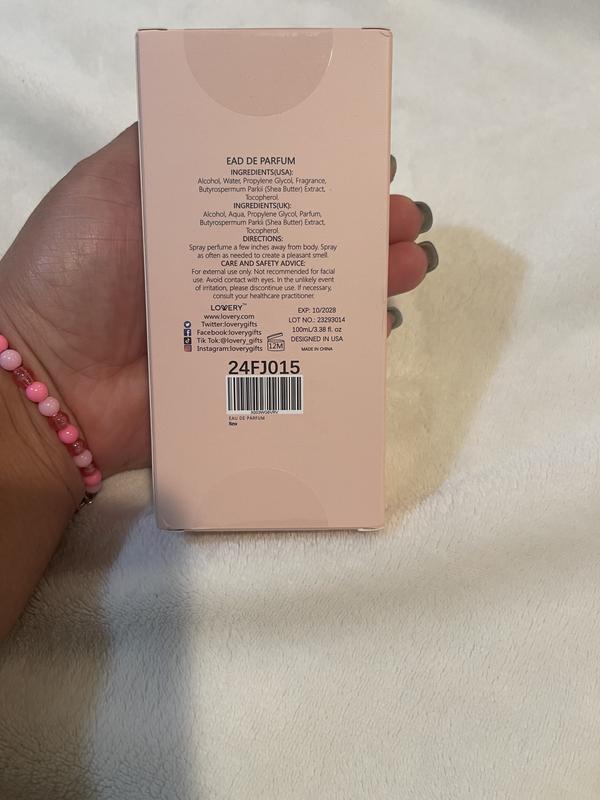 EAD DE PARFUM
INGREDIENTS(USA):
Alcohol, Water, Propylene Glycol, Fragrance,
Butyrospermum Parkii (Shea Butter) Extract,
Tocopherol.
INGREDIENTS(UK):
Alcohol, Aqua, Propylene Glycol, Parfum,
Butyrospermum Parkii (Shea Butter) Extract,
Tocopherol.
DIRECTIONS:
Spray perfume a few inches away from body. Spray
as often as needed to create a pleasant smell.
CARE AND SAFETY ADVICE:
For external use only. Not recommended for facial
use. Avoid contact with eyes. In the unlikely event
of irritation, please discontinue use. If necessary,
consult your healthcare practitioner.
LOVERY™
www.lovery.com
Twitter:loverygifts
Facebook:loverygifts
Tik Tok:@lovery_gifts
Instagram:loverygifts
12M
EXP: 10/2028
LOT NO.: 23293014
100mL/3.38 fl. oz
DESIGNED IN USA
MADE IN CHINA
24FJ015
EAU DE PARFUM
New